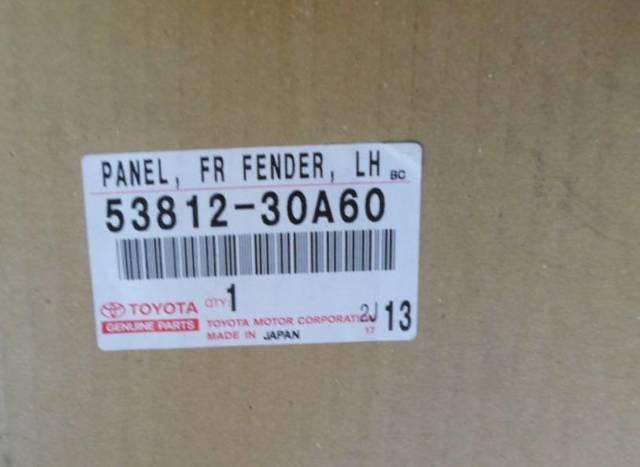 PANEL, FR FENDER, LH BC
53812-30A60
TOYOTA QTY: 1
GENUINE PARTS TOYOTA MOTOR CORPORATION 2J 13
MADE IN JAPAN 17